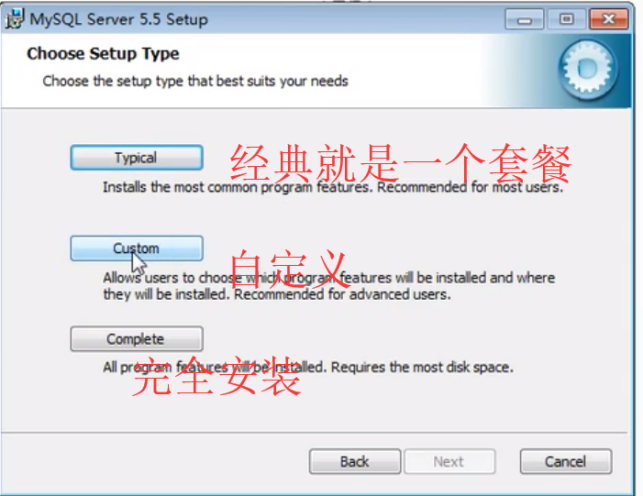 MySQL Server 5.5 Setup
Choose Setup Type
Choose the setup type that best suits your needs
Typical
经典就是一个套餐
Installs the most common program features. Recommended for most users.
Custom
自定义
Allows users to choose which program features will be installed and where
they will be installed. Recommended for advanced users.
Complete
All program features will be installed. Requires the most disk space.
完全安装
Back
Next
Cancel